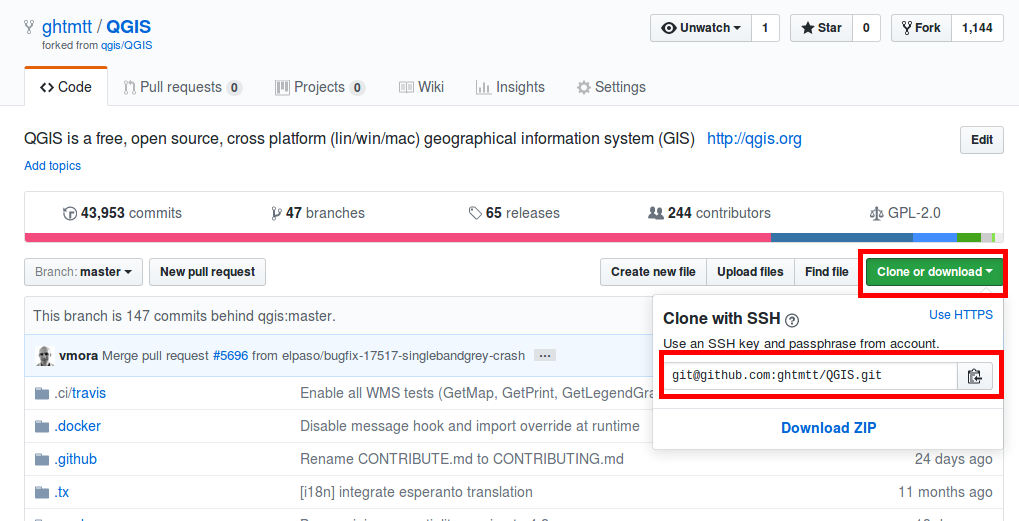 ghtmtt / QGIS
forked from qgis/QGIS
Unwatch 1 Star 0 Fork 1,144
Code Pull requests 0 Projects 0 Wiki Insights Settings
QGIS is a free, open source, cross platform (lin/win/mac) geographical information system (GIS) http://qgis.org Edit
Add topics
43,953 commits 47 branches 65 releases 244 contributors GPL-2.0
Branch: master New pull request Create new file Upload files Find file Clone or download
This branch is 147 commits behind qgis:master.
vmora Merge pull request #5696 from elpaso/bugfix-17517-singlebandgrey-crash ...
Clone with SSH ? Use HTTPS
Use an SSH key and passphrase from account.
git@github.com:ghtmtt/QGIS.git
Download ZIP
.ci/travis Enable all WMS tests (GetMap, GetPrint, GetLegendGra
.docker Disable message hook and import override at runtime
.github Rename CONTRIBUTE.md to CONTRIBUTING.md 24 days ago
.tx [i18n] integrate esperanto translation 11 months ago